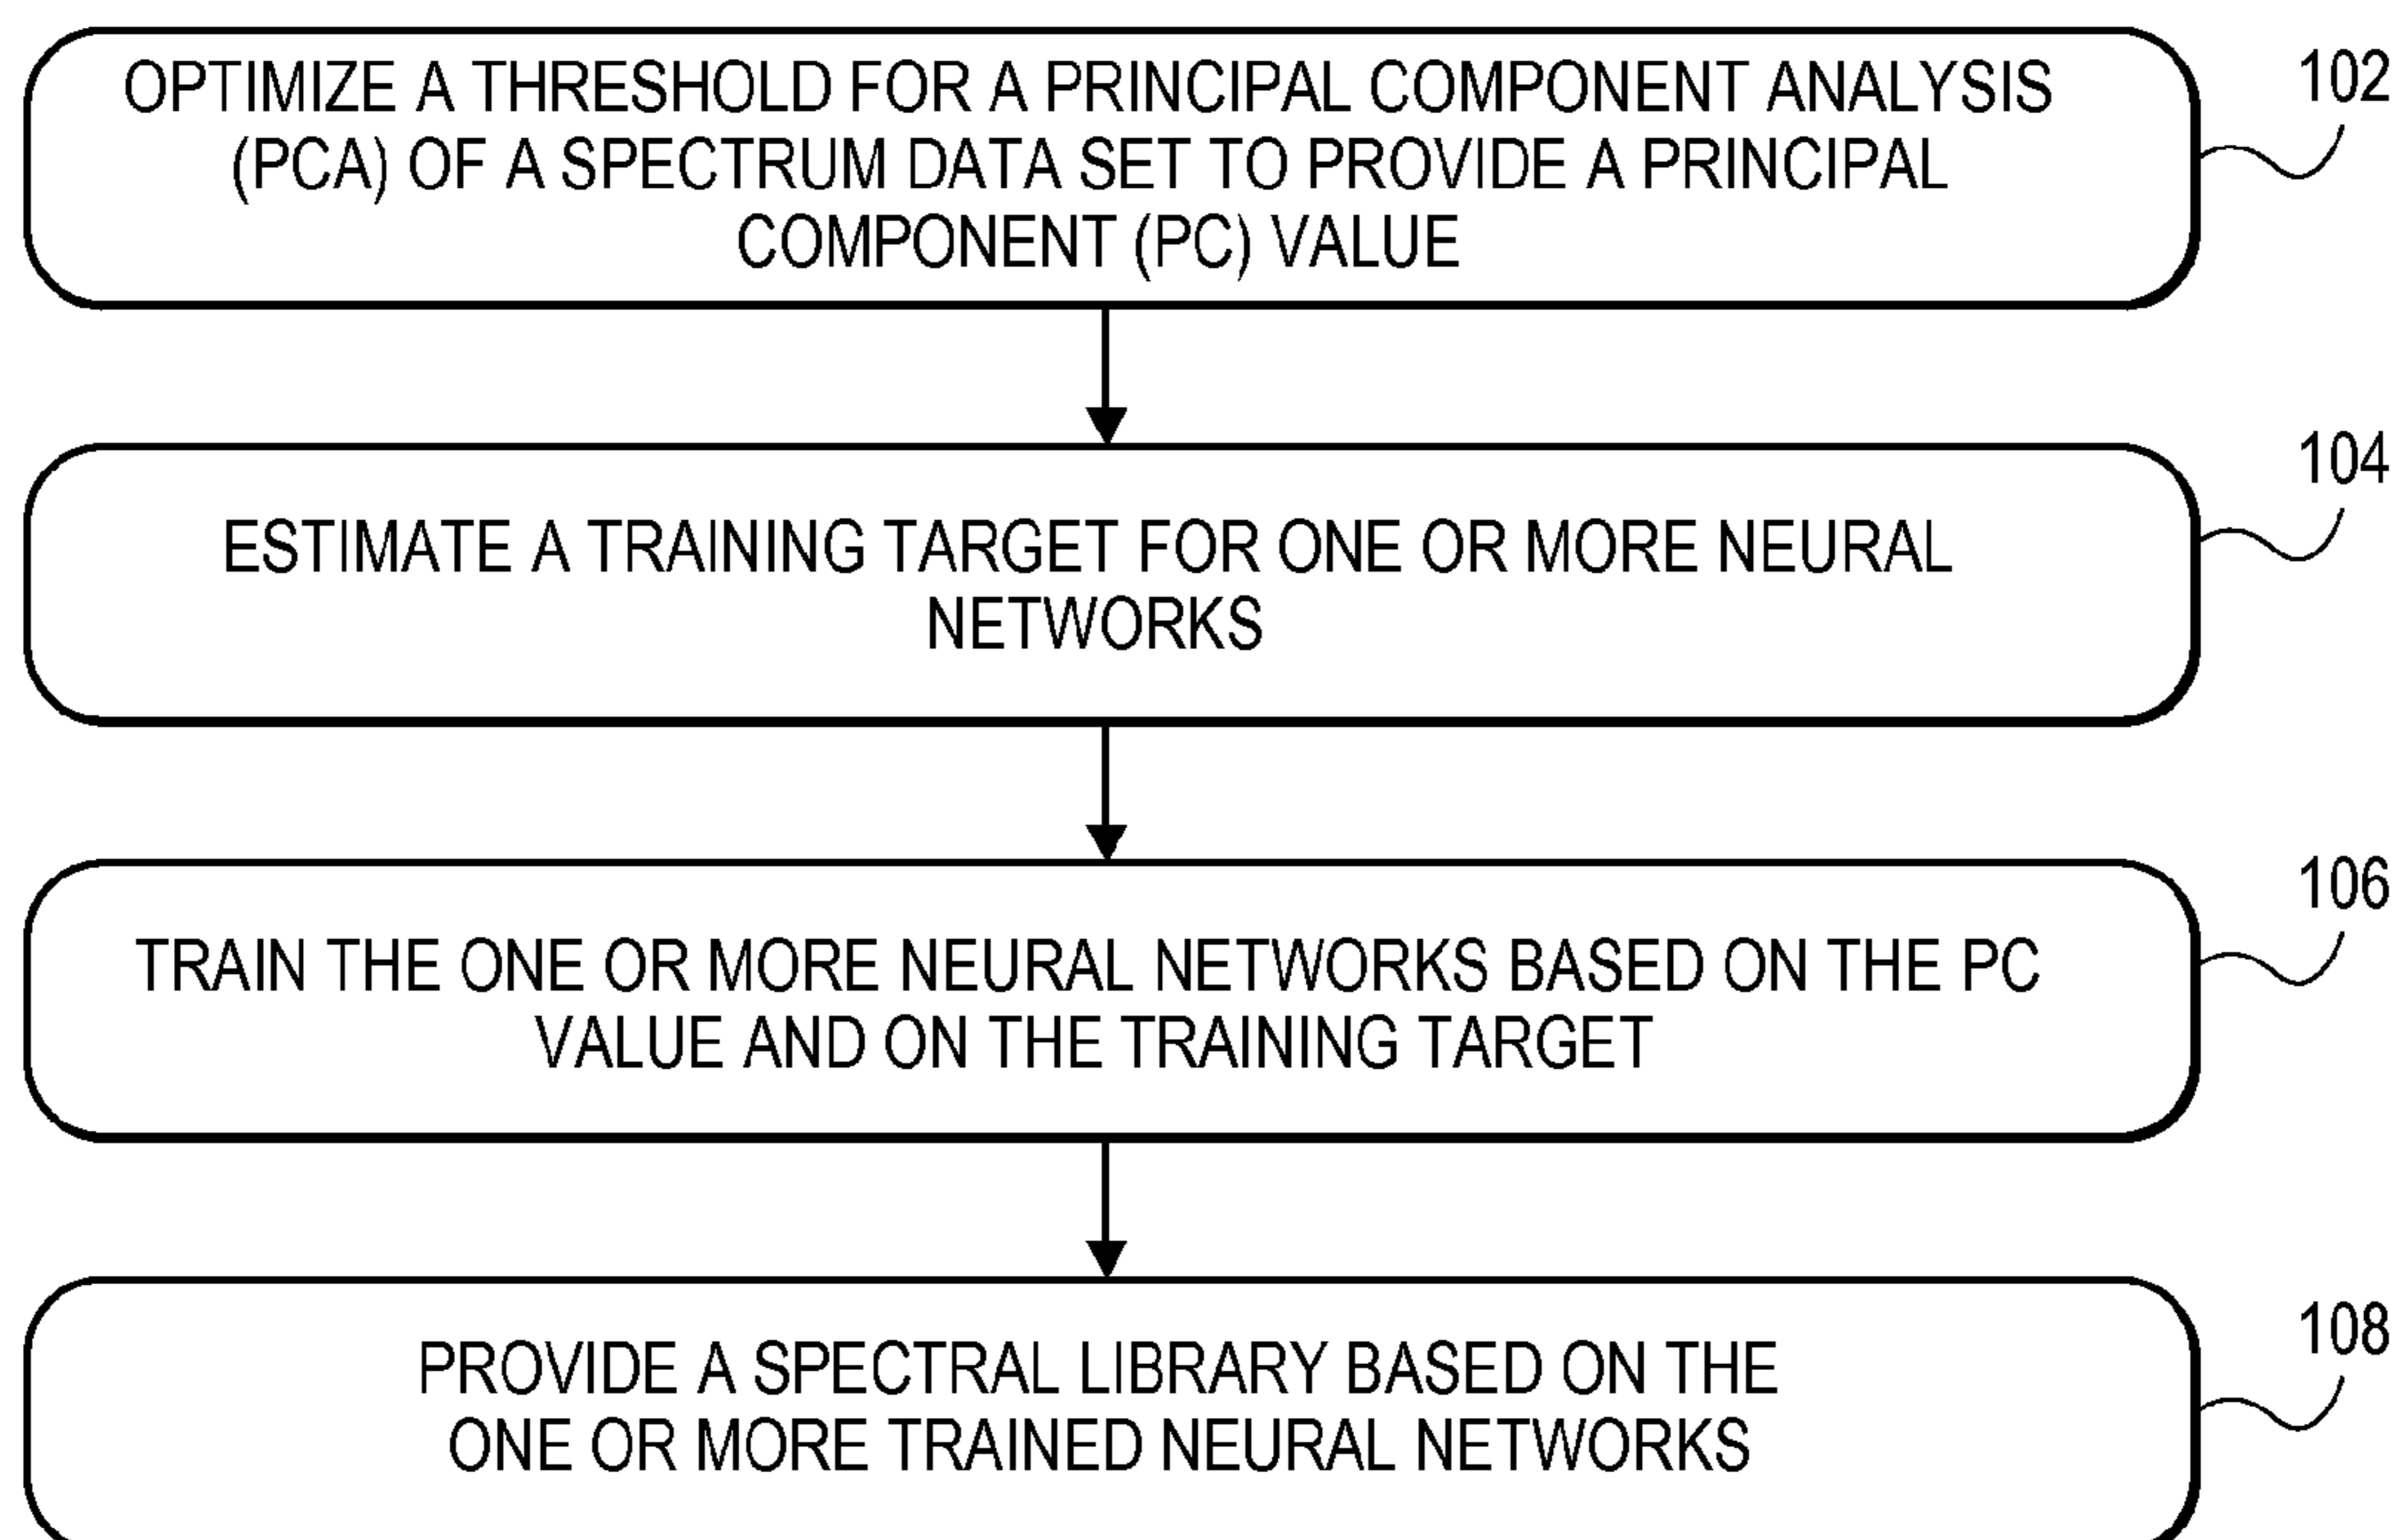 OPTIMIZE A THRESHOLD FOR A PRINCIPAL COMPONENT ANALYSIS
(PCA) OF A SPECTRUM DATA SET TO PROVIDE A PRINCIPAL
COMPONENT (PC) VALUE
102
ESTIMATE A TRAINING TARGET FOR ONE OR MORE NEURAL
NETWORKS
104
TRAIN THE ONE OR MORE NEURAL NETWORKS BASED ON THE PC
VALUE AND ON THE TRAINING TARGET
106
PROVIDE A SPECTRAL LIBRARY BASED ON THE
ONE OR MORE TRAINED NEURAL NETWORKS
108